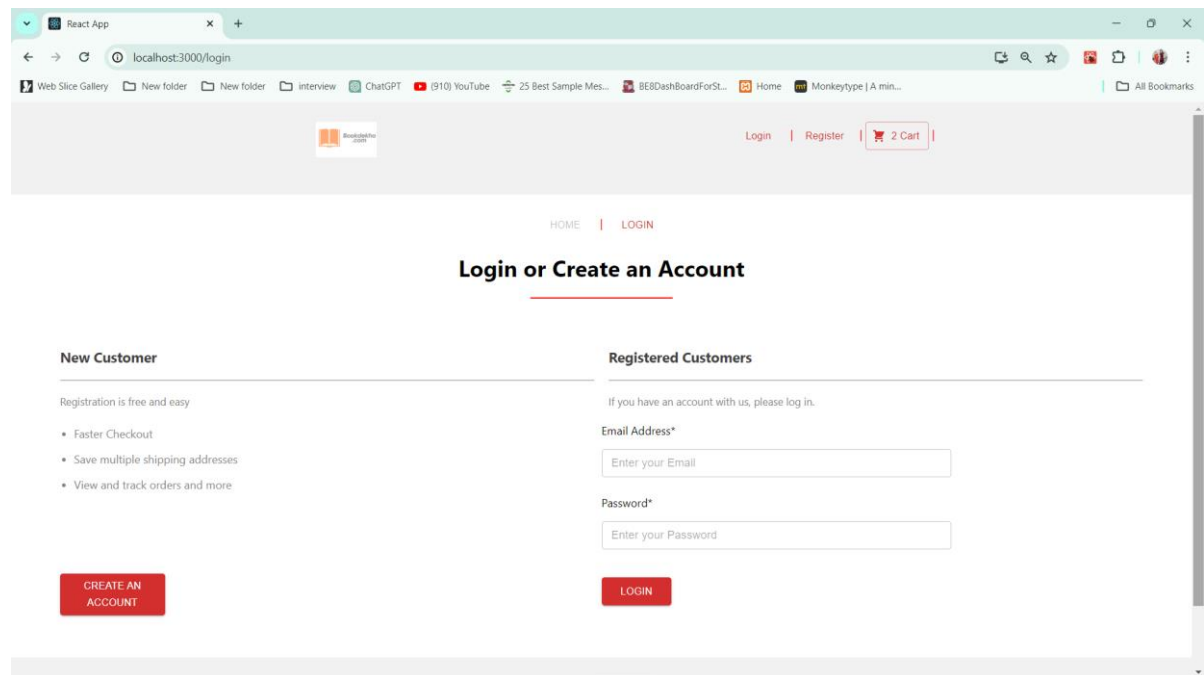 React App
localhost:3000/login
Web Slice Gallery New folder New folder interview ChatGPT (910) YouTube 25 Best Sample Mes... BE8DashBoardForSt... Home Monkeytype | A min... All Bookmarks
Bookdekho
.com
Login | Register | 2 Cart |
HOME | LOGIN
Login or Create an Account
New Customer
Registration is free and easy
• Faster Checkout
• Save multiple shipping addresses
• View and track orders and more
CREATE AN
ACCOUNT
Registered Customers
If you have an account with us, please log in.
Email Address*
Enter your Email
Password*
Enter your Password
LOGIN